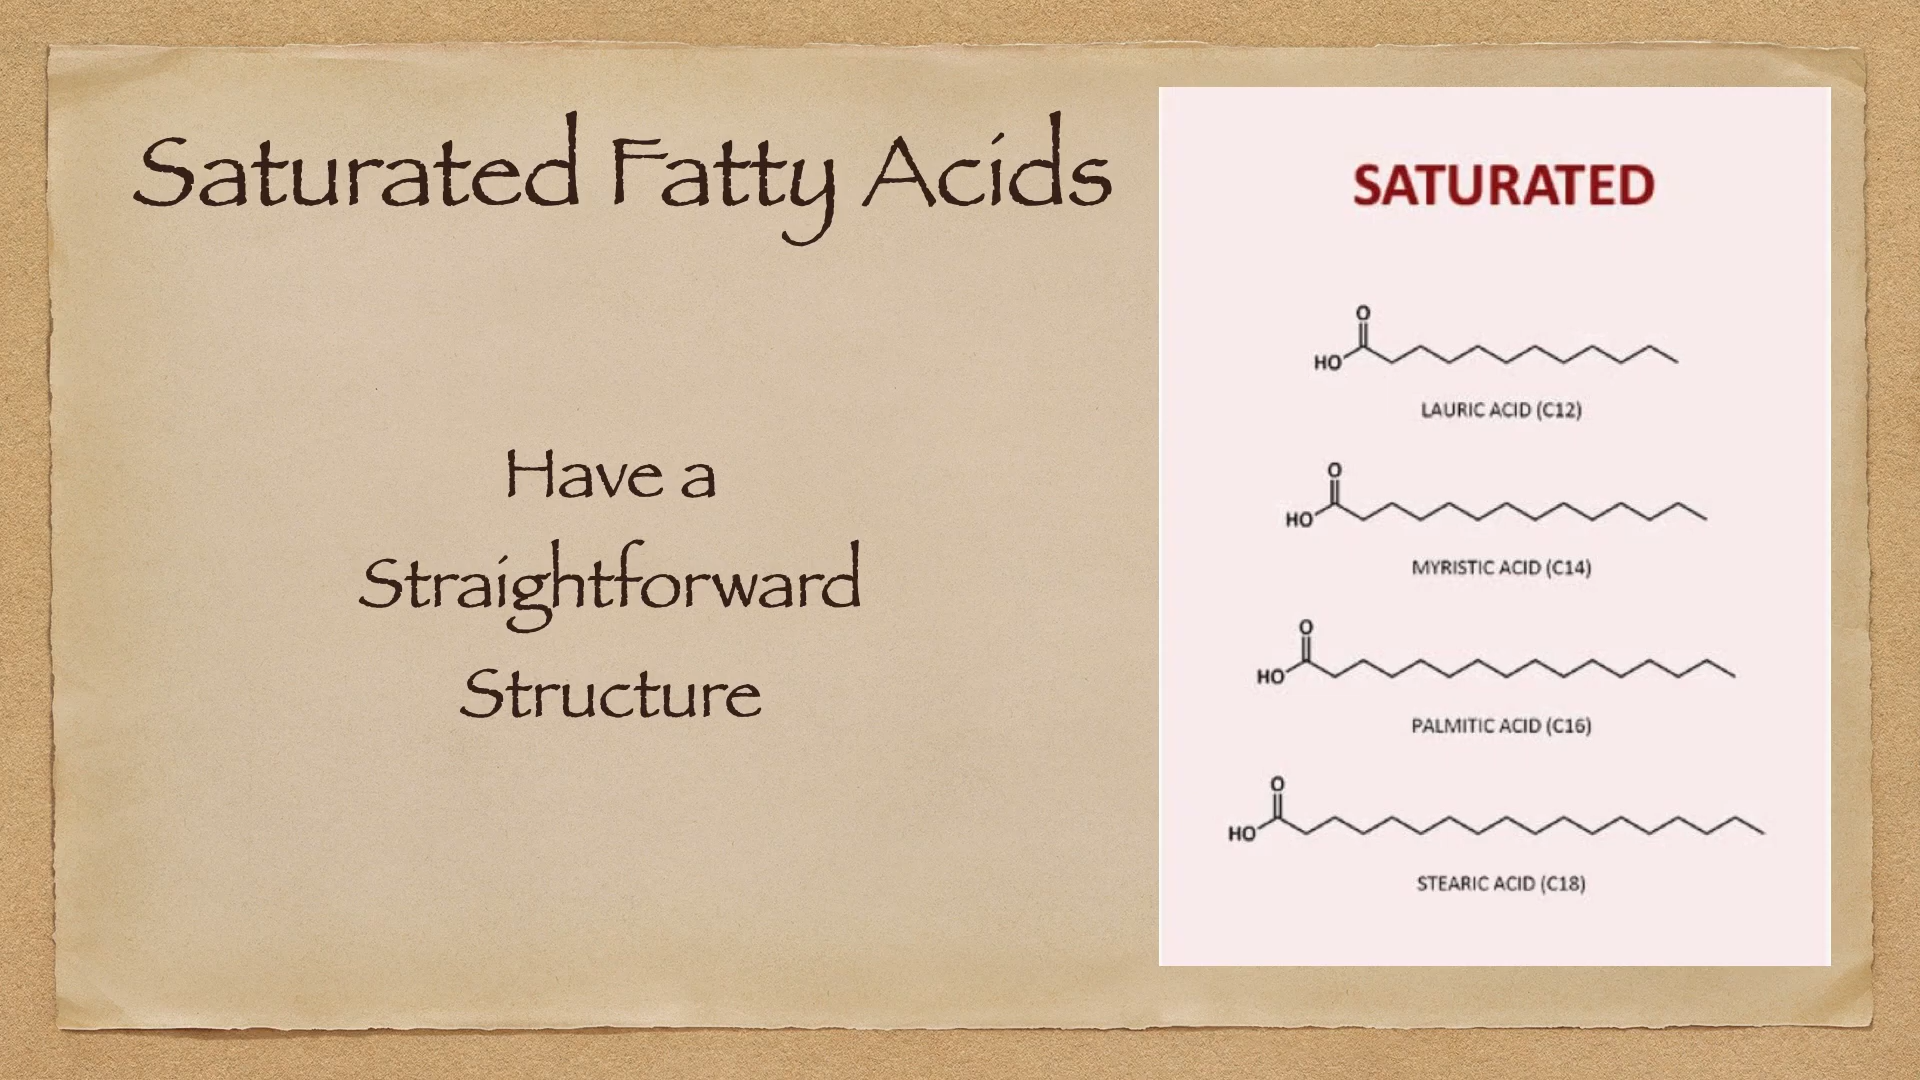 Saturated Fatty Acids
Have a
Straightforward
Structure
SATURATED
O
HO
LAURIC ACID (C12)
O
HO
MYRISTIC ACID (C14)
O
HO
PALMITIC ACID (C16)
O
HO
STEARIC ACID (C18)